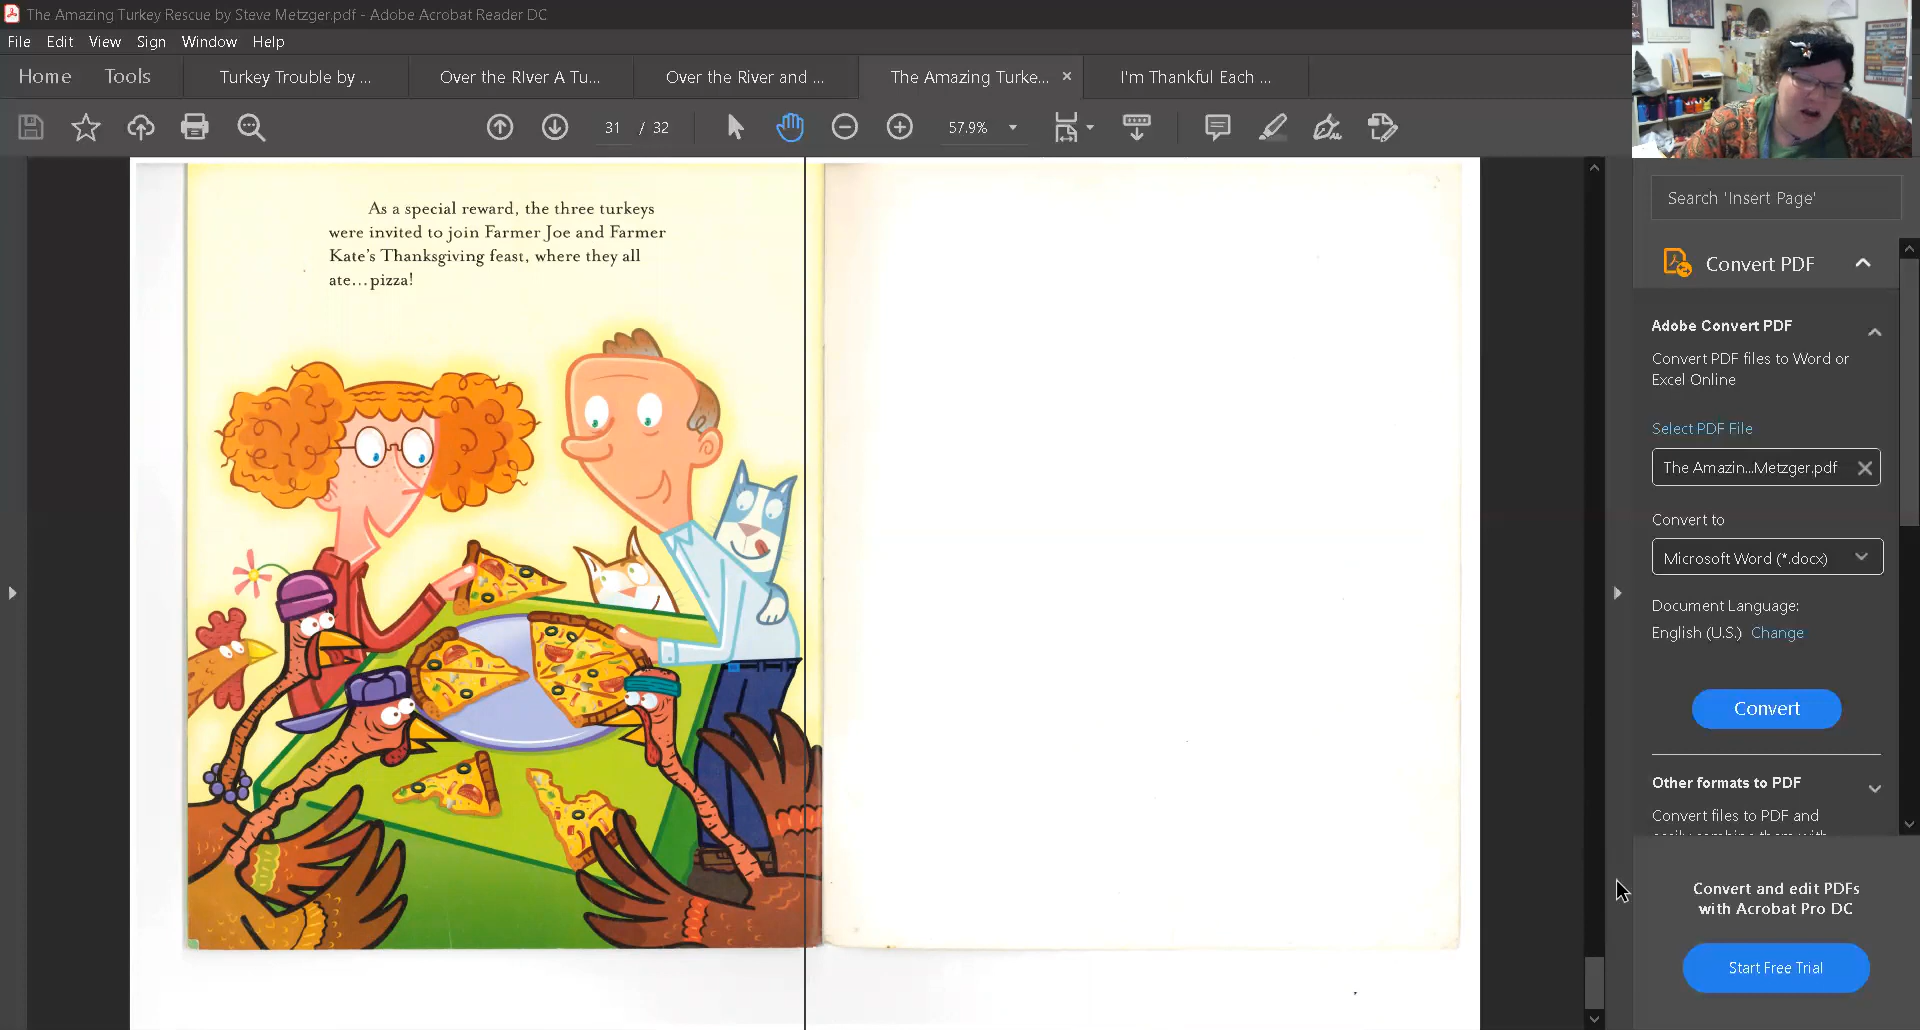 The Amazing Turkey Rescue by Steve Metzger.pdf - Adobe Acrobat Reader DC
File Edit View Sign Window Help
Home Tools Turkey Trouble by ... Over the RIver A Tu... Over the River and ... The Amazing Turke... × I'm Thankful Each ...
31 / 32 57.9%
As a special reward, the three turkeys
were invited to join Farmer Joe and Farmer
Kate's Thanksgiving feast, where they all
ate...pizza!
Search 'Insert Page'
Convert PDF
Adobe Convert PDF
Convert PDF files to Word or
Excel Online
Select PDF File
The Amazin...Metzger.pdf
Convert to
Microsoft Word (*.docx)
Document Language:
English (U.S.) Change
Convert
Other formats to PDF
Convert files to PDF and
easily combine them with
Convert and edit PDFs
with Acrobat Pro DC
Start Free Trial